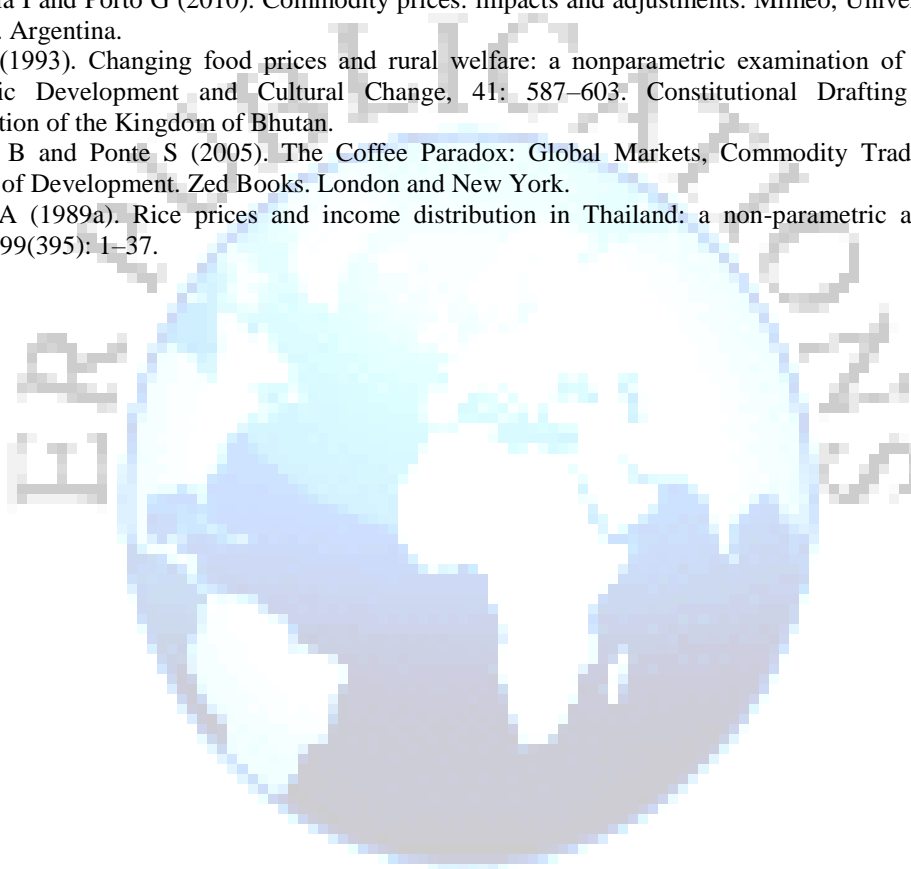 a I and Porto G (2010). Commodity prices: Impacts and adjustments. Mimeo, Univer
. Argentina.
(1993). Changing food prices and rural welfare: a nonparametric examination of
ic Development and Cultural Change, 41: 587–603. Constitutional Drafting
tion of the Kingdom of Bhutan.
B and Ponte S (2005). The Coffee Paradox: Global Markets, Commodity Trad
of Development. Zed Books. London and New York.
A (1989a). Rice prices and income distribution in Thailand: a non-parametric a
99(395): 1–37.
ER PUBLICATIONS